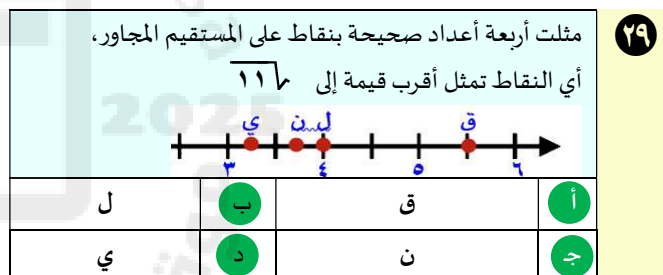 ٢٩
مثلت أربعة أعداد صحيحة بنقاط على المستقيم المجاور،
أي النقاط تمثل أقرب قيمة إلى √١١
ي ن ل ق
٣ ٤ ٥ ٦
أ ق ب ل
ج ن د ي
2025